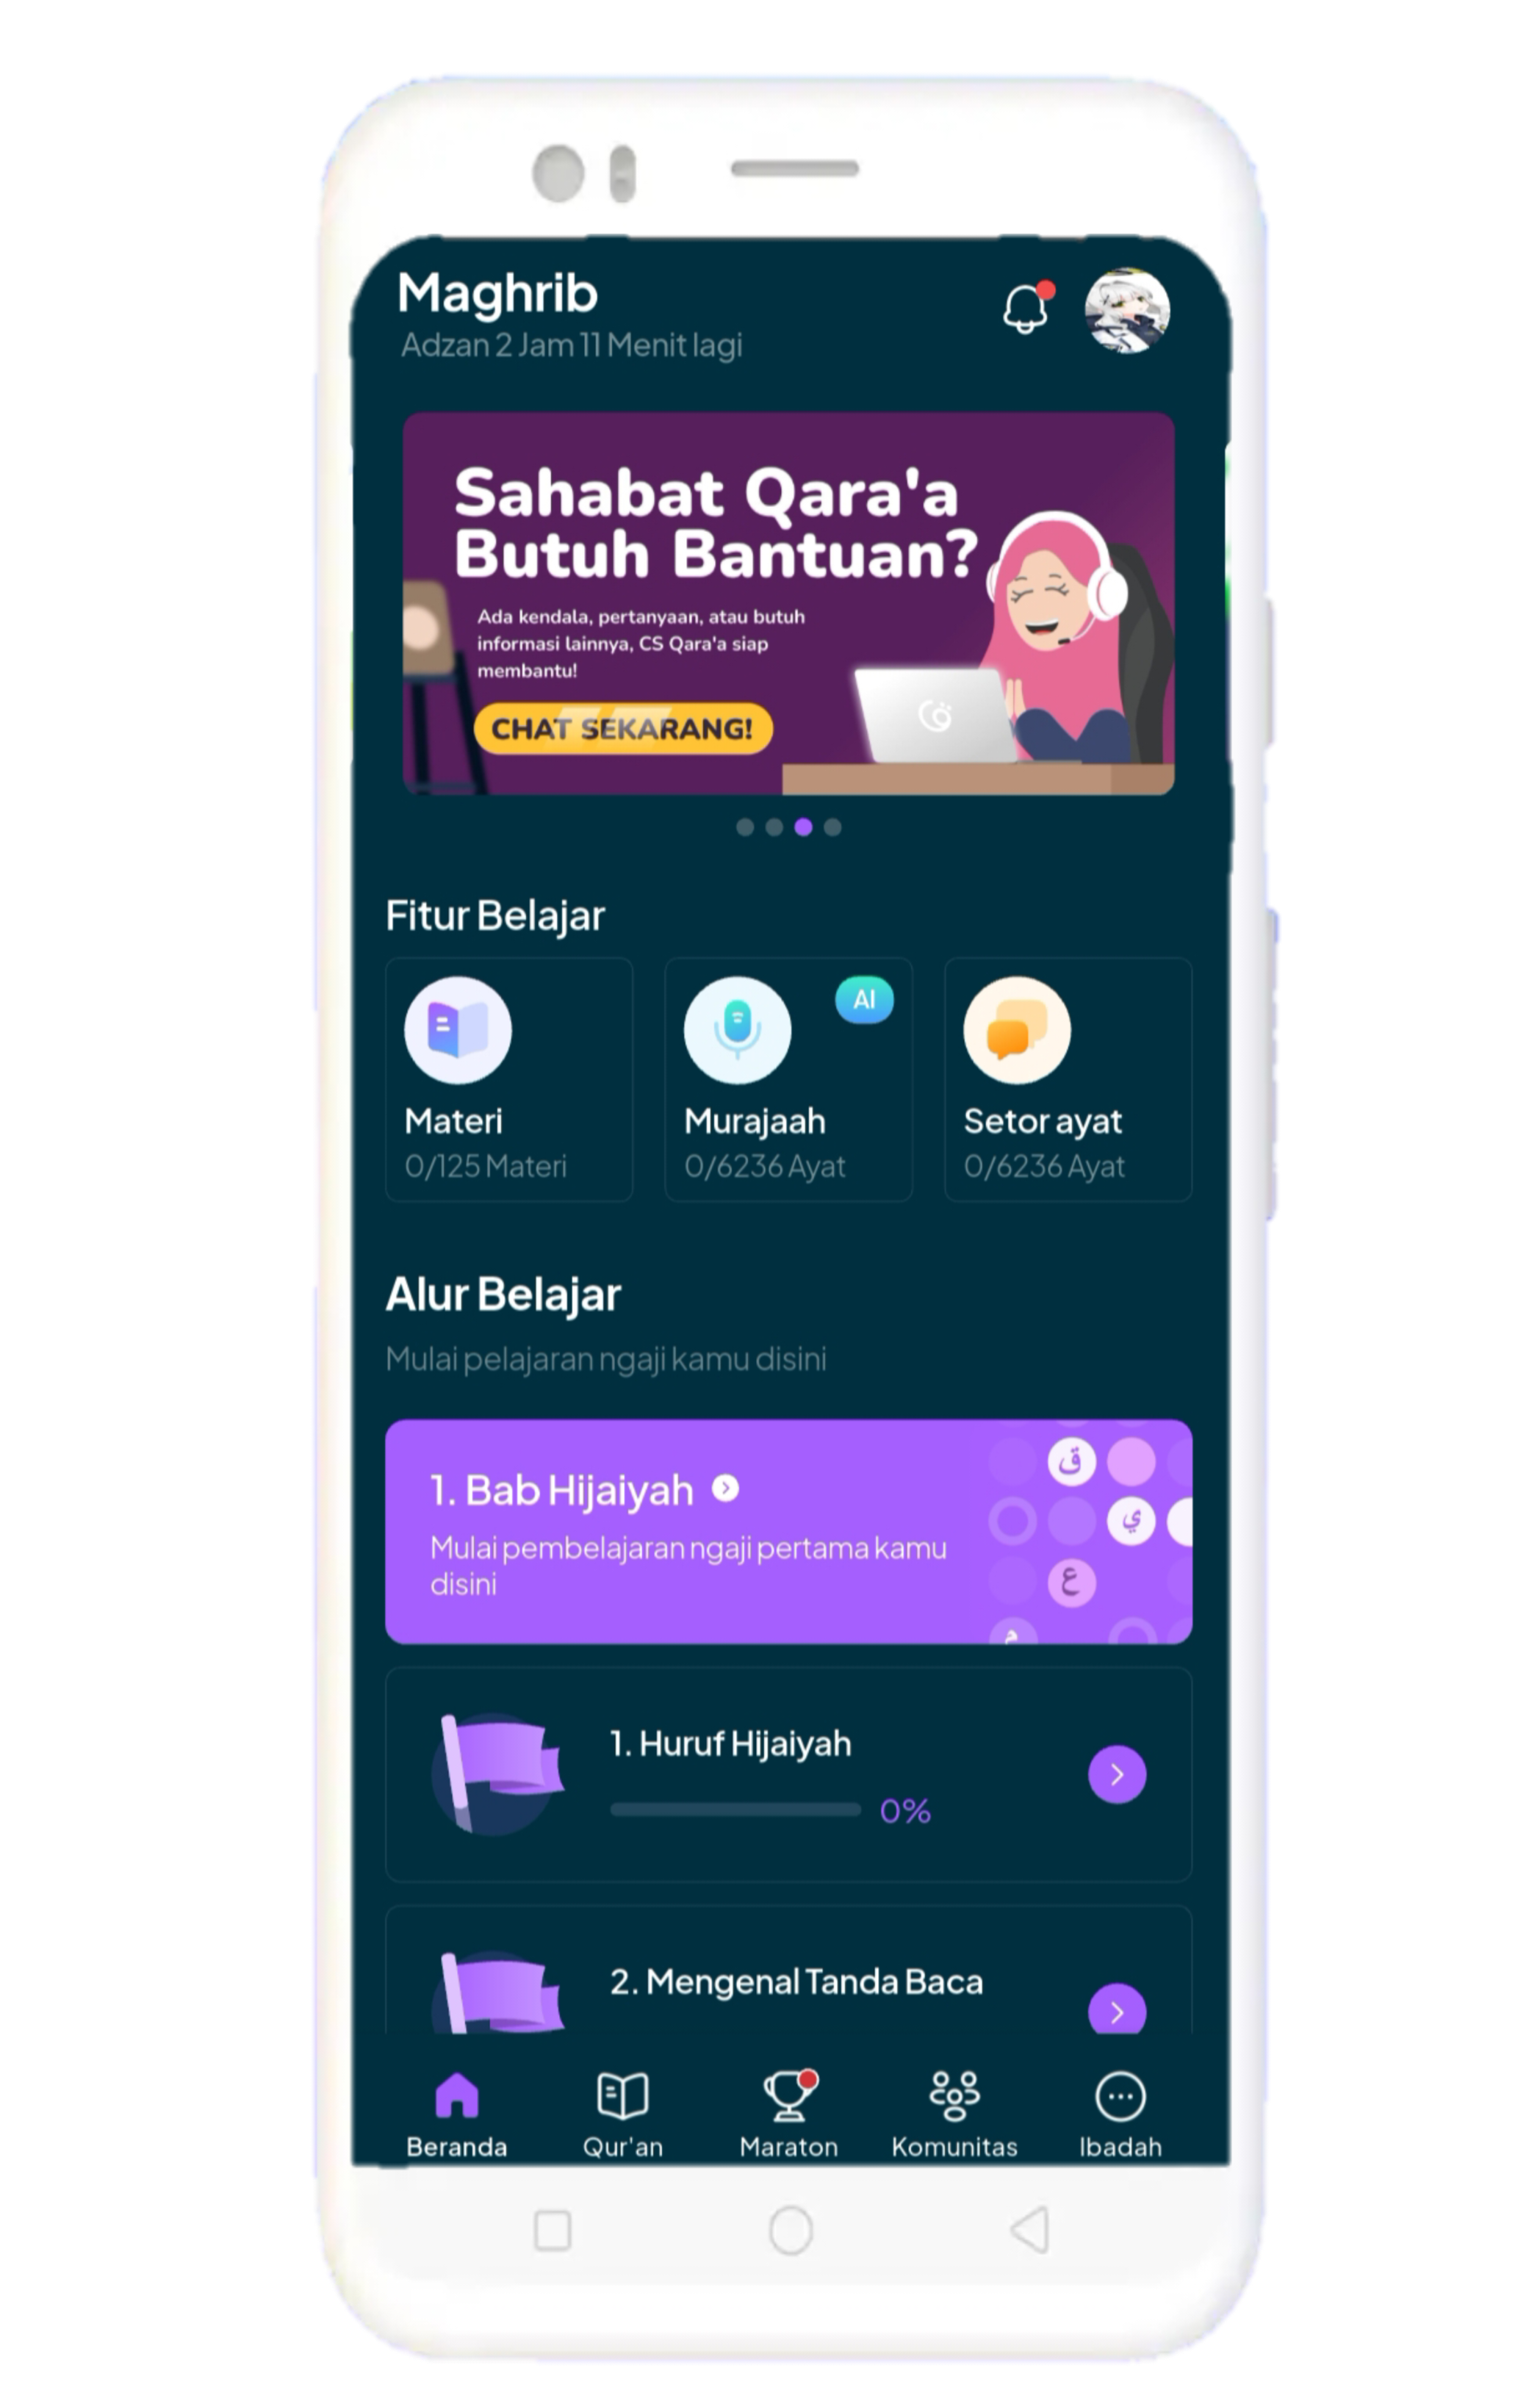 Maghrib
Adzan 2 Jam 11 Menit lagi
Sahabat Qara'a
Butuh Bantuan?
Ada kendala, pertanyaan, atau butuh
informasi lainnya, CS Qara'a siap
membantu!
CHAT SEKARANG!
Fitur Belajar
AI
Materi
0/125 Materi
Murajaah
0/6236 Ayat
Setor ayat
0/6236 Ayat
Alur Belajar
Mulai pelajaran ngaji kamu disini
1. Bab Hijaiyah
Mulai pembelajaran ngaji pertama kamu
disini
ق
ي
ع
م
1. Huruf Hijaiyah
0%
2. Mengenal Tanda Baca
Beranda
Qur'an
Maraton
Komunitas
Ibadah